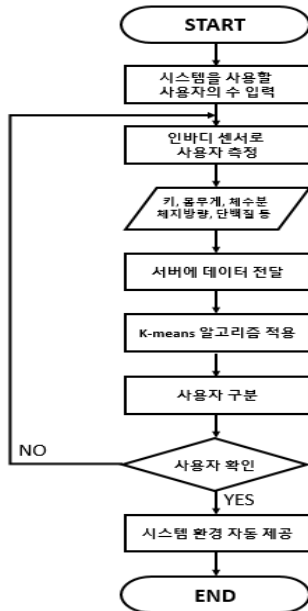 START
시스템을 사용할
사용자의 수 입력
인바디 센서로
사용자 측정
키, 몸무게, 체수분
체지방량, 단백질 등
서버에 데이터 전달
K-means 알고리즘 적용
사용자 구분
사용자 확인
NO
YES
시스템 환경 자동 제공
END